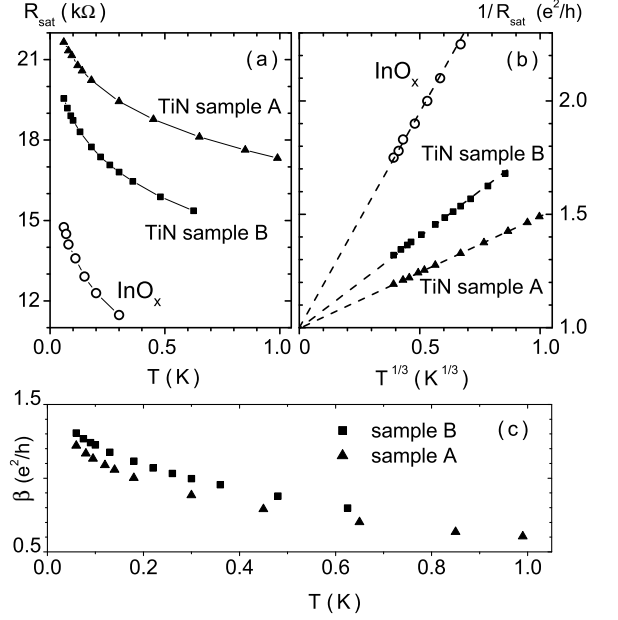 R_sat (kΩ)
1/R_sat (e²/h)
21
18
15
12
(a)
TiN sample A
TiN sample B
InOₓ
0.0 0.5 1.0
T (K)
(b)
InOₓ
TiN sample B
TiN sample A
2.0
1.5
1.0
0.0 0.5 1.0
T^1/3 (K^1/3)
1.5
0.5
β (e²/h)
sample B
sample A
(c)
0.0 0.2 0.4 0.6 0.8 1.0
T (K)